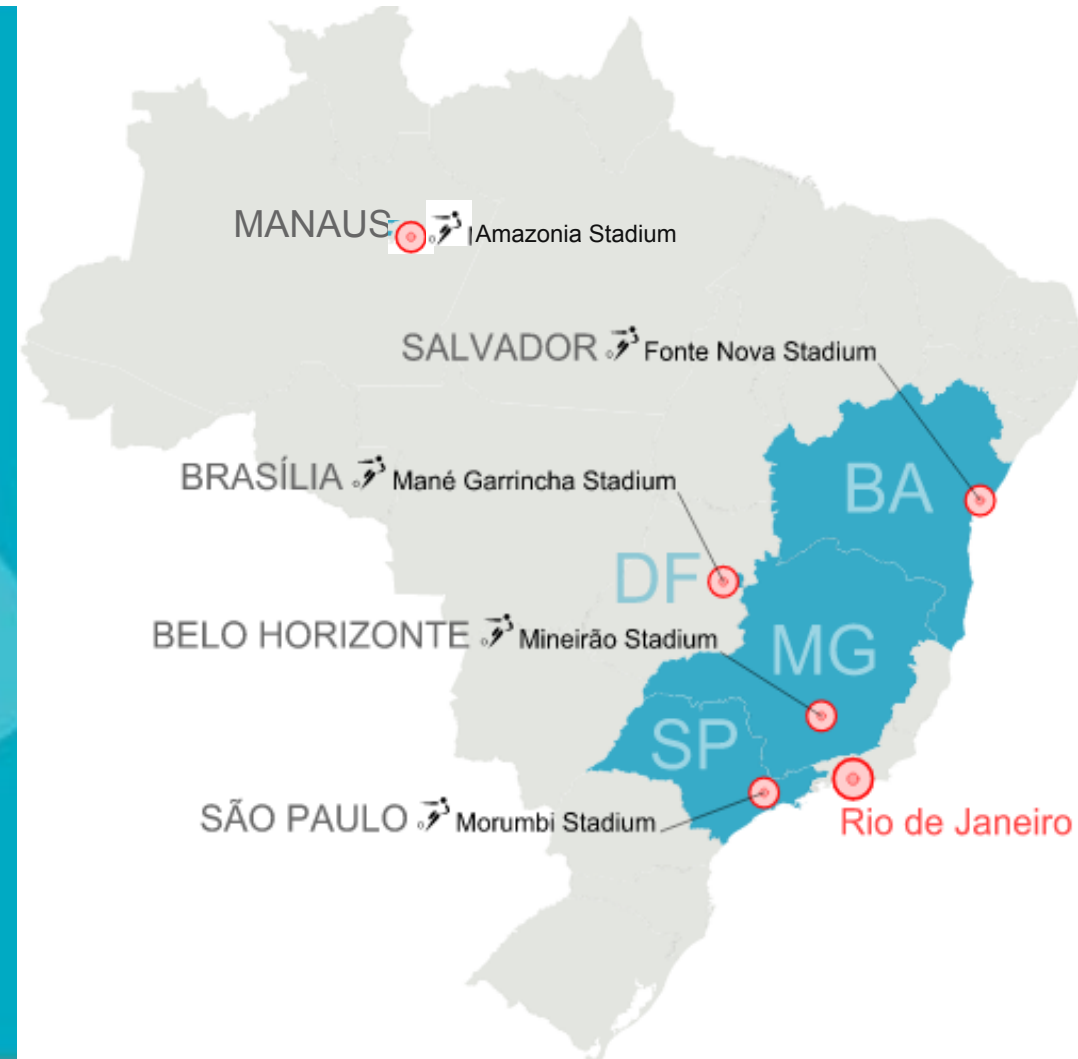 MANAUS Amazonia Stadium
SALVADOR Fonte Nova Stadium
BA
BRASÍLIA Mané Garrincha Stadium
DF
BELO HORIZONTE Mineirão Stadium
MG
SP
SÃO PAULO Morumbi Stadium
Rio de Janeiro